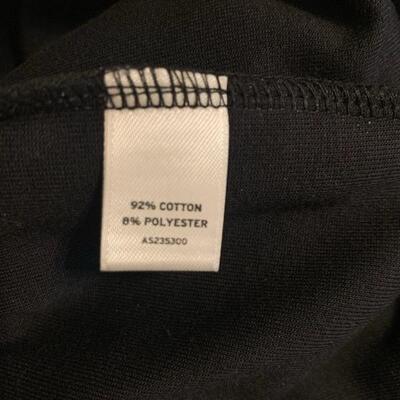 92% COTTON
8% POLYESTER
AS235300